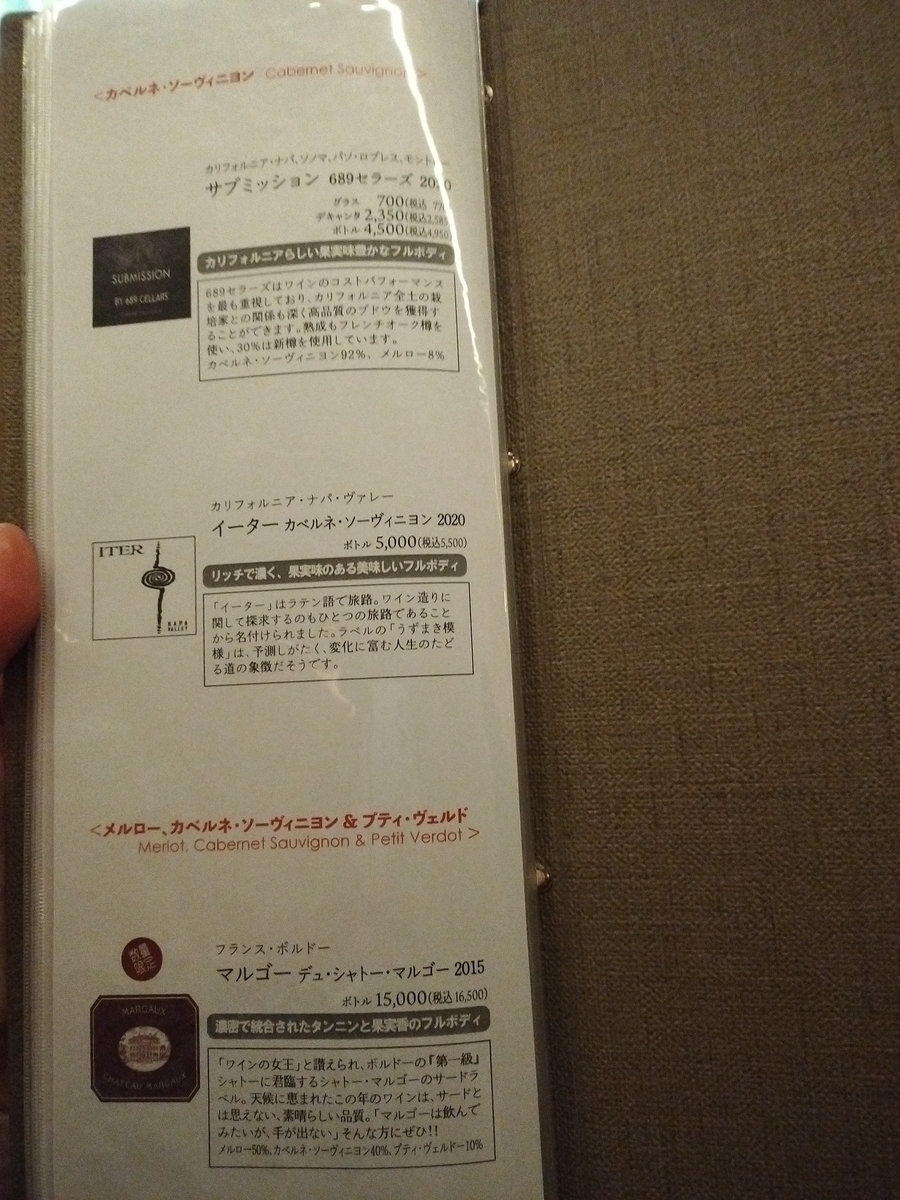 <カベルネ・ソーヴィニヨン Cabernet Sauvignon>
カリフォルニア・ナパ、ソノマ、パソ・ロブレス、モントレー
サブミッション 689セラーズ 2020
グラス 700(税込 770
デキャンタ 2,350(税込2,585
ボトル 4,500(税込4,950)
SUBMISSION
BY 689 CELLARS
カリフォルニアらしい果実味豊かなフルボディ
689セラーズはワインのコストパフォーマンス
を最も重視しており、カリフォルニア全土の栽
培家との関係も深く高品質のブドウを獲得す
ることができます。熟成もフレンチオーク樽を
使い、30%は新樽を使用しています。
カベルネ・ソーヴィニヨン92%、メルロー8%
カリフォルニア・ナパ・ヴァレー
イーター カベルネ・ソーヴィニヨン 2020
ボトル 5,000(税込5,500)
ITER
NAPA
VALLEY
リッチで濃く、果実味のある美味しいフルボディ
「イーター」はラテン語で旅路。ワイン造りに
関して探求するのもひとつの旅路であること
から名付けられました。ラベルの「うずまき模
様」は、予測しがたく、変化に富む人生のたど
る道の象徴だそうです。
<メルロー、カベルネ・ソーヴィニヨン & プティ・ヴェルド
Merlot, Cabernet Sauvignon & Petit Verdot >
数量限定
フランス・ボルドー
マルゴー デュ・シャトー・マルゴー 2015
ボトル 15,000(税込 16,500)
MARGAUX
CHATEAU MARGAUX
濃密で統合されたタンニンと果実香のフルボディ
「ワインの女王」と讃えられ、ボルドーの『第一級』
シャトーに君臨するシャトー・マルゴーのサードラ
ベル。天候に恵まれたこの年のワインは、サードと
は思えない、素晴らしい品質。「マルゴーは飲んで
みたいが、手が出ない」そんな方にぜひ!!
メルロー50%、カベルネ・ソーヴィニヨン40%、プティ・ヴェルドー10%